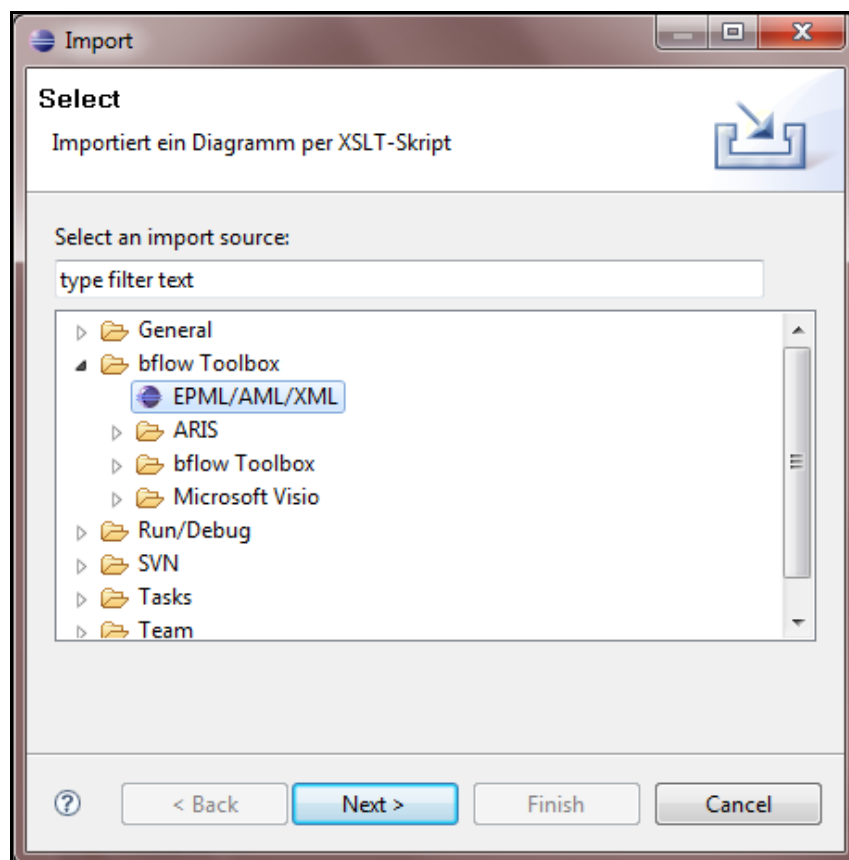 Import
Select
Importiert ein Diagramm per XSLT-Skript
Select an import source:
type filter text
General
bflow Toolbox
EPML/AML/XML
ARIS
bflow Toolbox
Microsoft Visio
Run/Debug
SVN
Tasks
Team
? < Back Next > Finish Cancel